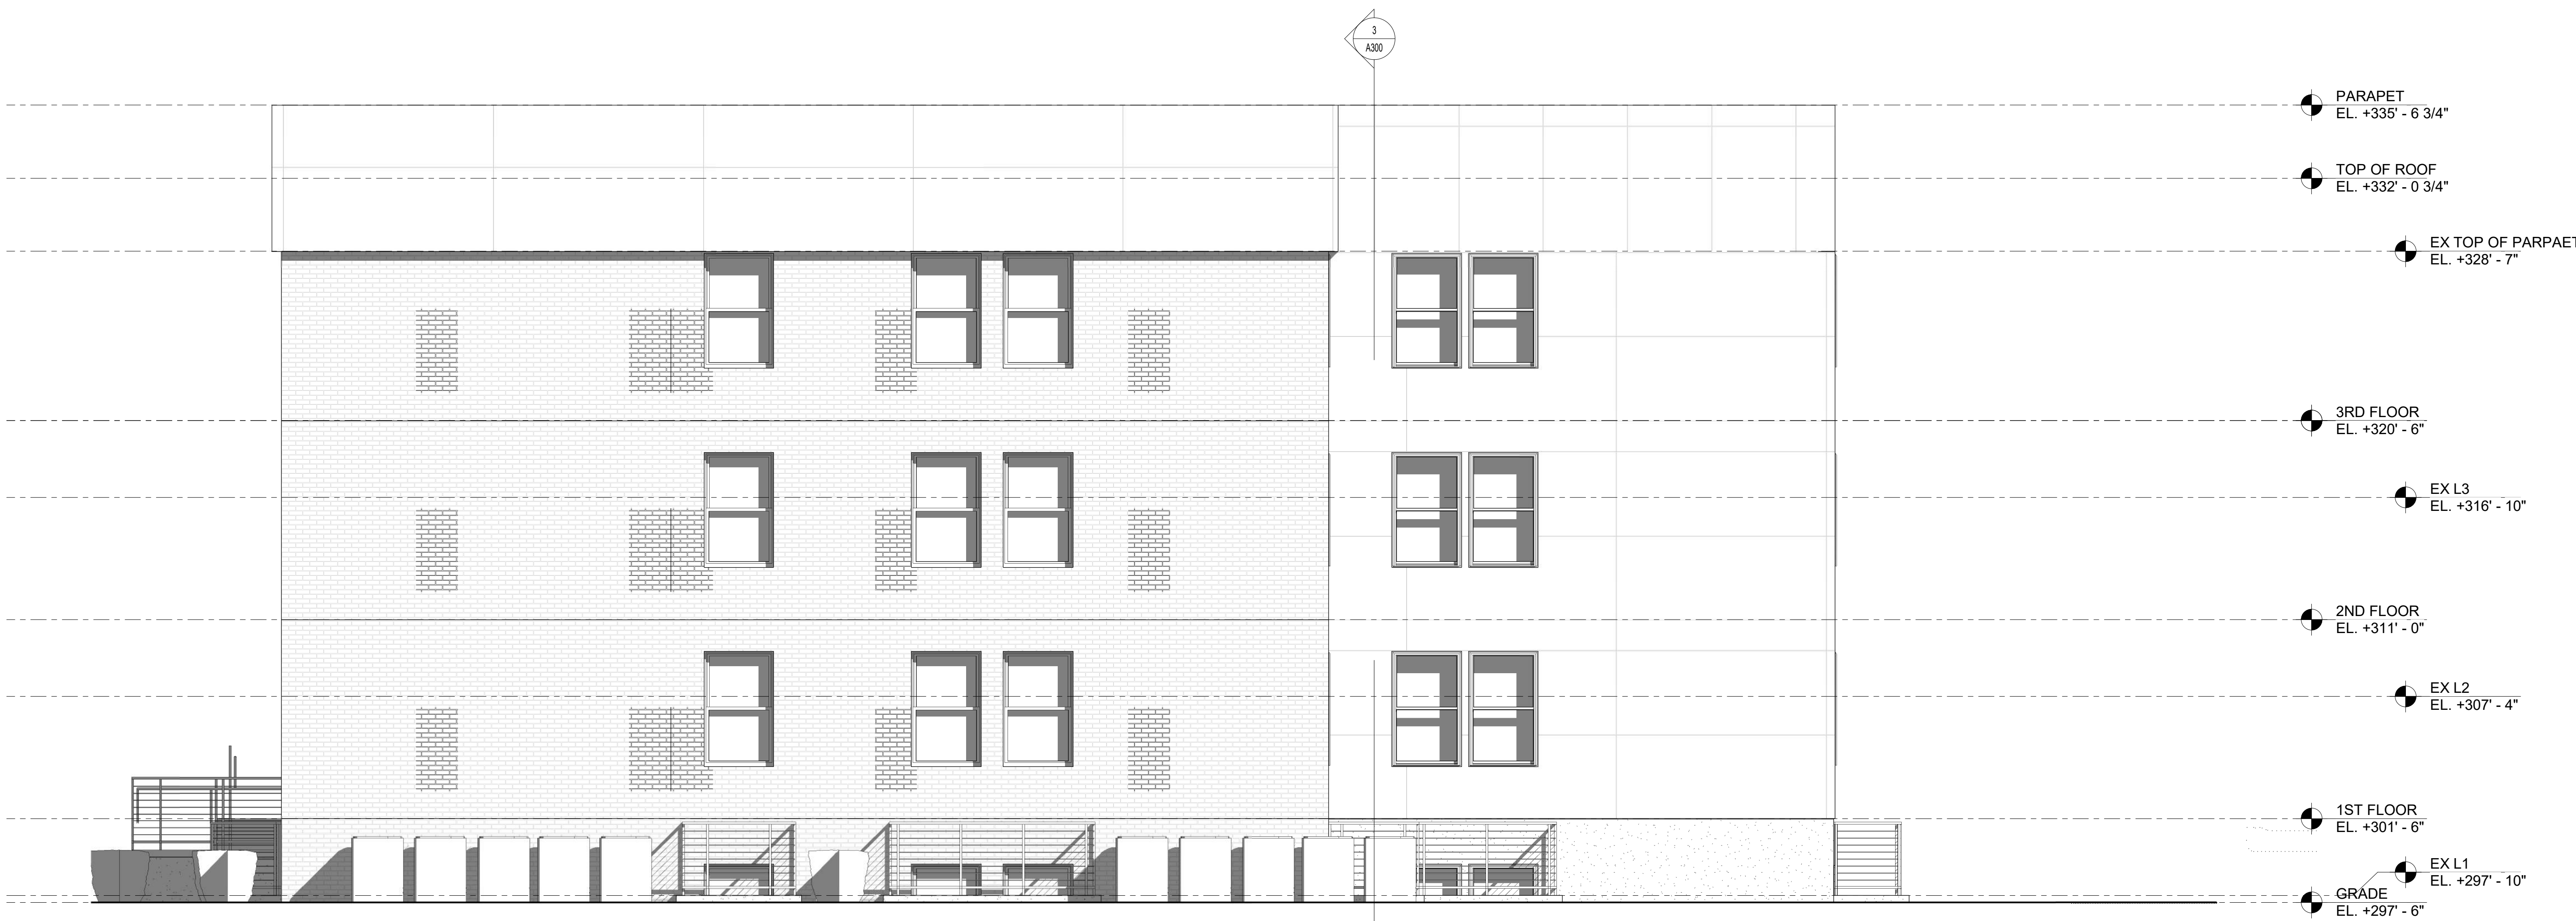 3
A300
PARAPET
EL. +335' - 6 3/4"
TOP OF ROOF
EL. +332' - 0 3/4"
EX TOP OF PARPAET
EL. +328' - 7"
3RD FLOOR
EL. +320' - 6"
EX L3
EL. +316' - 10"
2ND FLOOR
EL. +311' - 0"
EX L2
EL. +307' - 4"
1ST FLOOR
EL. +301' - 6"
EX L1
EL. +297' - 10"
GRADE
EL. +297' - 6"